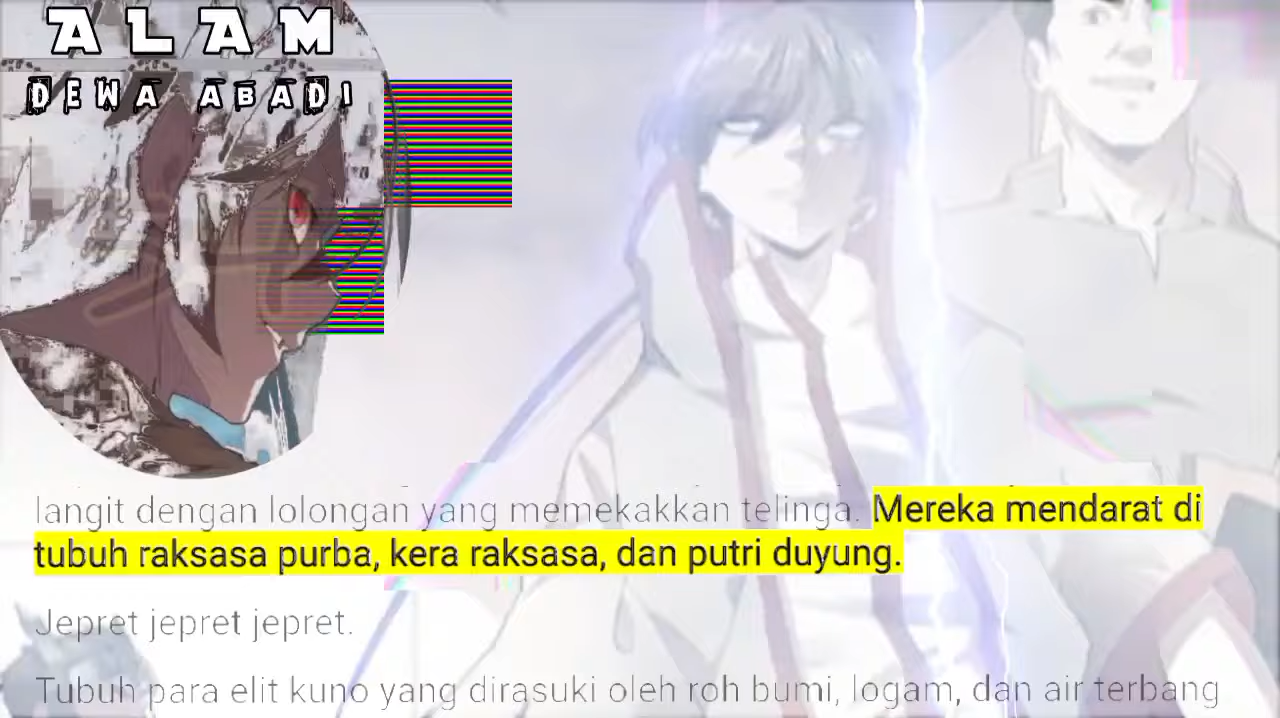 ALAM
DEWA ABADI
langit dengan lolongan yang memekakkan telinga. Mereka mendarat di
tubuh raksasa purba, kera raksasa, dan putri duyung.
Jepret jepret jepret.
Tubuh para elit kuno yang dirasuki oleh roh bumi, logam, dan air terbang